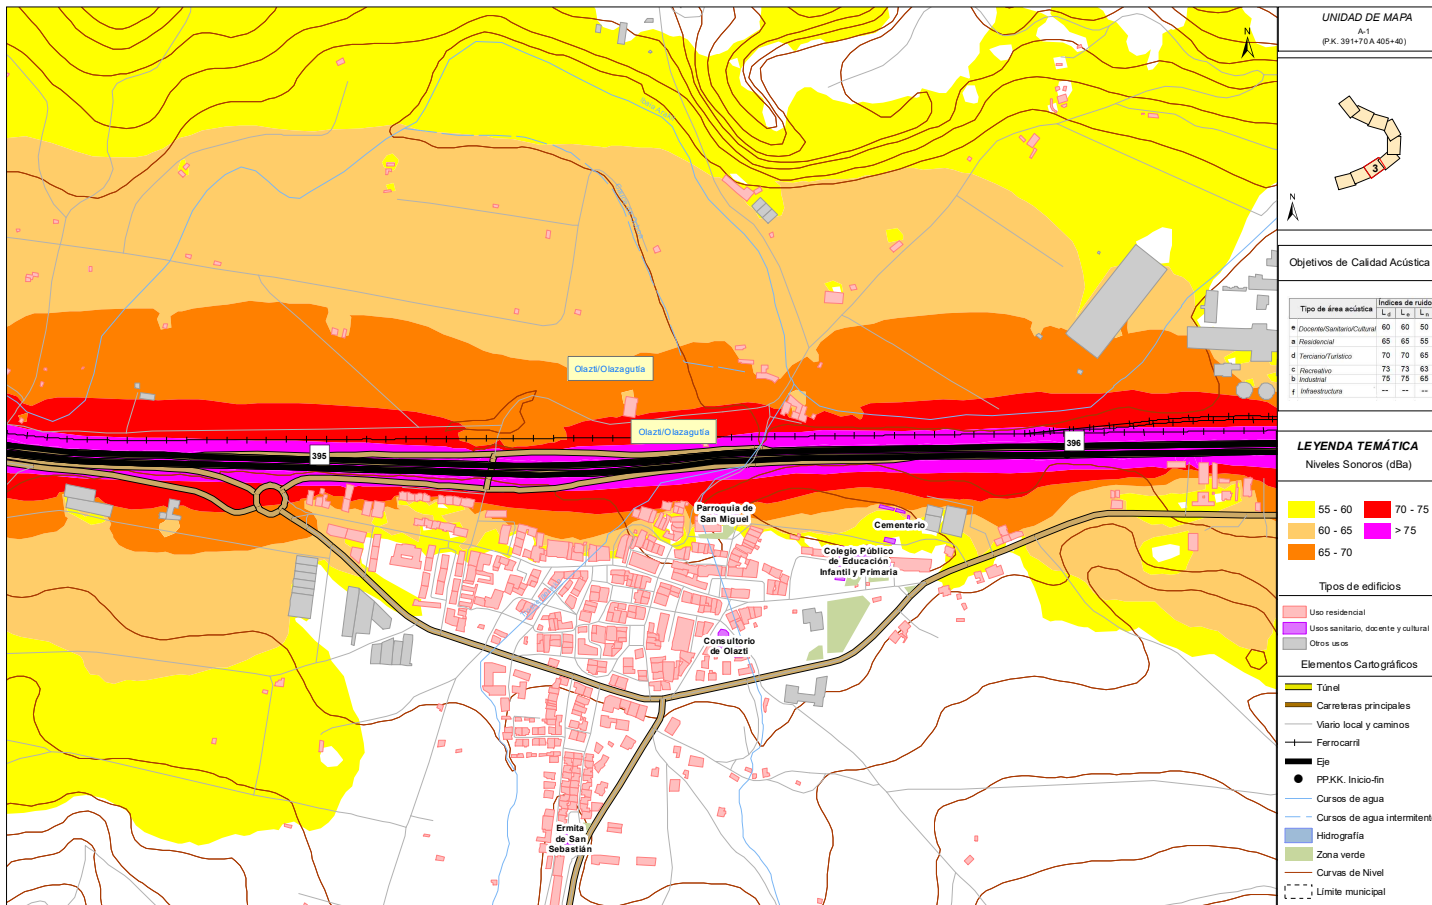 UNIDAD DE MAPA
A-1
(P.K. 391+70 A 405+40)
N
N
3
N
Objetivos de Calidad Acústica
Tipo de área acústica
Índices de ruido
L d L e L n
e Docente/Sanitario/Cultural 60 60 50
a Residencial 65 65 55
d Terciario/Turístico 70 70 65
c Recreativo 73 73 63
b Industrial 75 75 65
f Infraestructura -- -- --
LEYENDA TEMÁTICA
Niveles Sonoros (dBa)
55 - 60
70 - 75
60 - 65
> 75
65 - 70
Tipos de edificios
Uso residencial
Usos sanitario, docente y cultural
Otros usos
Elementos Cartográficos
Túnel
Carreteras principales
Viario local y caminos
Ferrocarril
Eje
PP.KK. Inicio-fin
Cursos de agua
Cursos de agua intermitente
Hidrografía
Zona verde
Curvas de Nivel
Límite municipal
Olazti/Olazagutía
Olazti/Olazagutía
395
396
Parroquia de
San Miguel
Cementerio
Colegio Público
de Educación
Infantil y Primaria
Consultorio
de Olazti
Ermita
de San
Sebastián